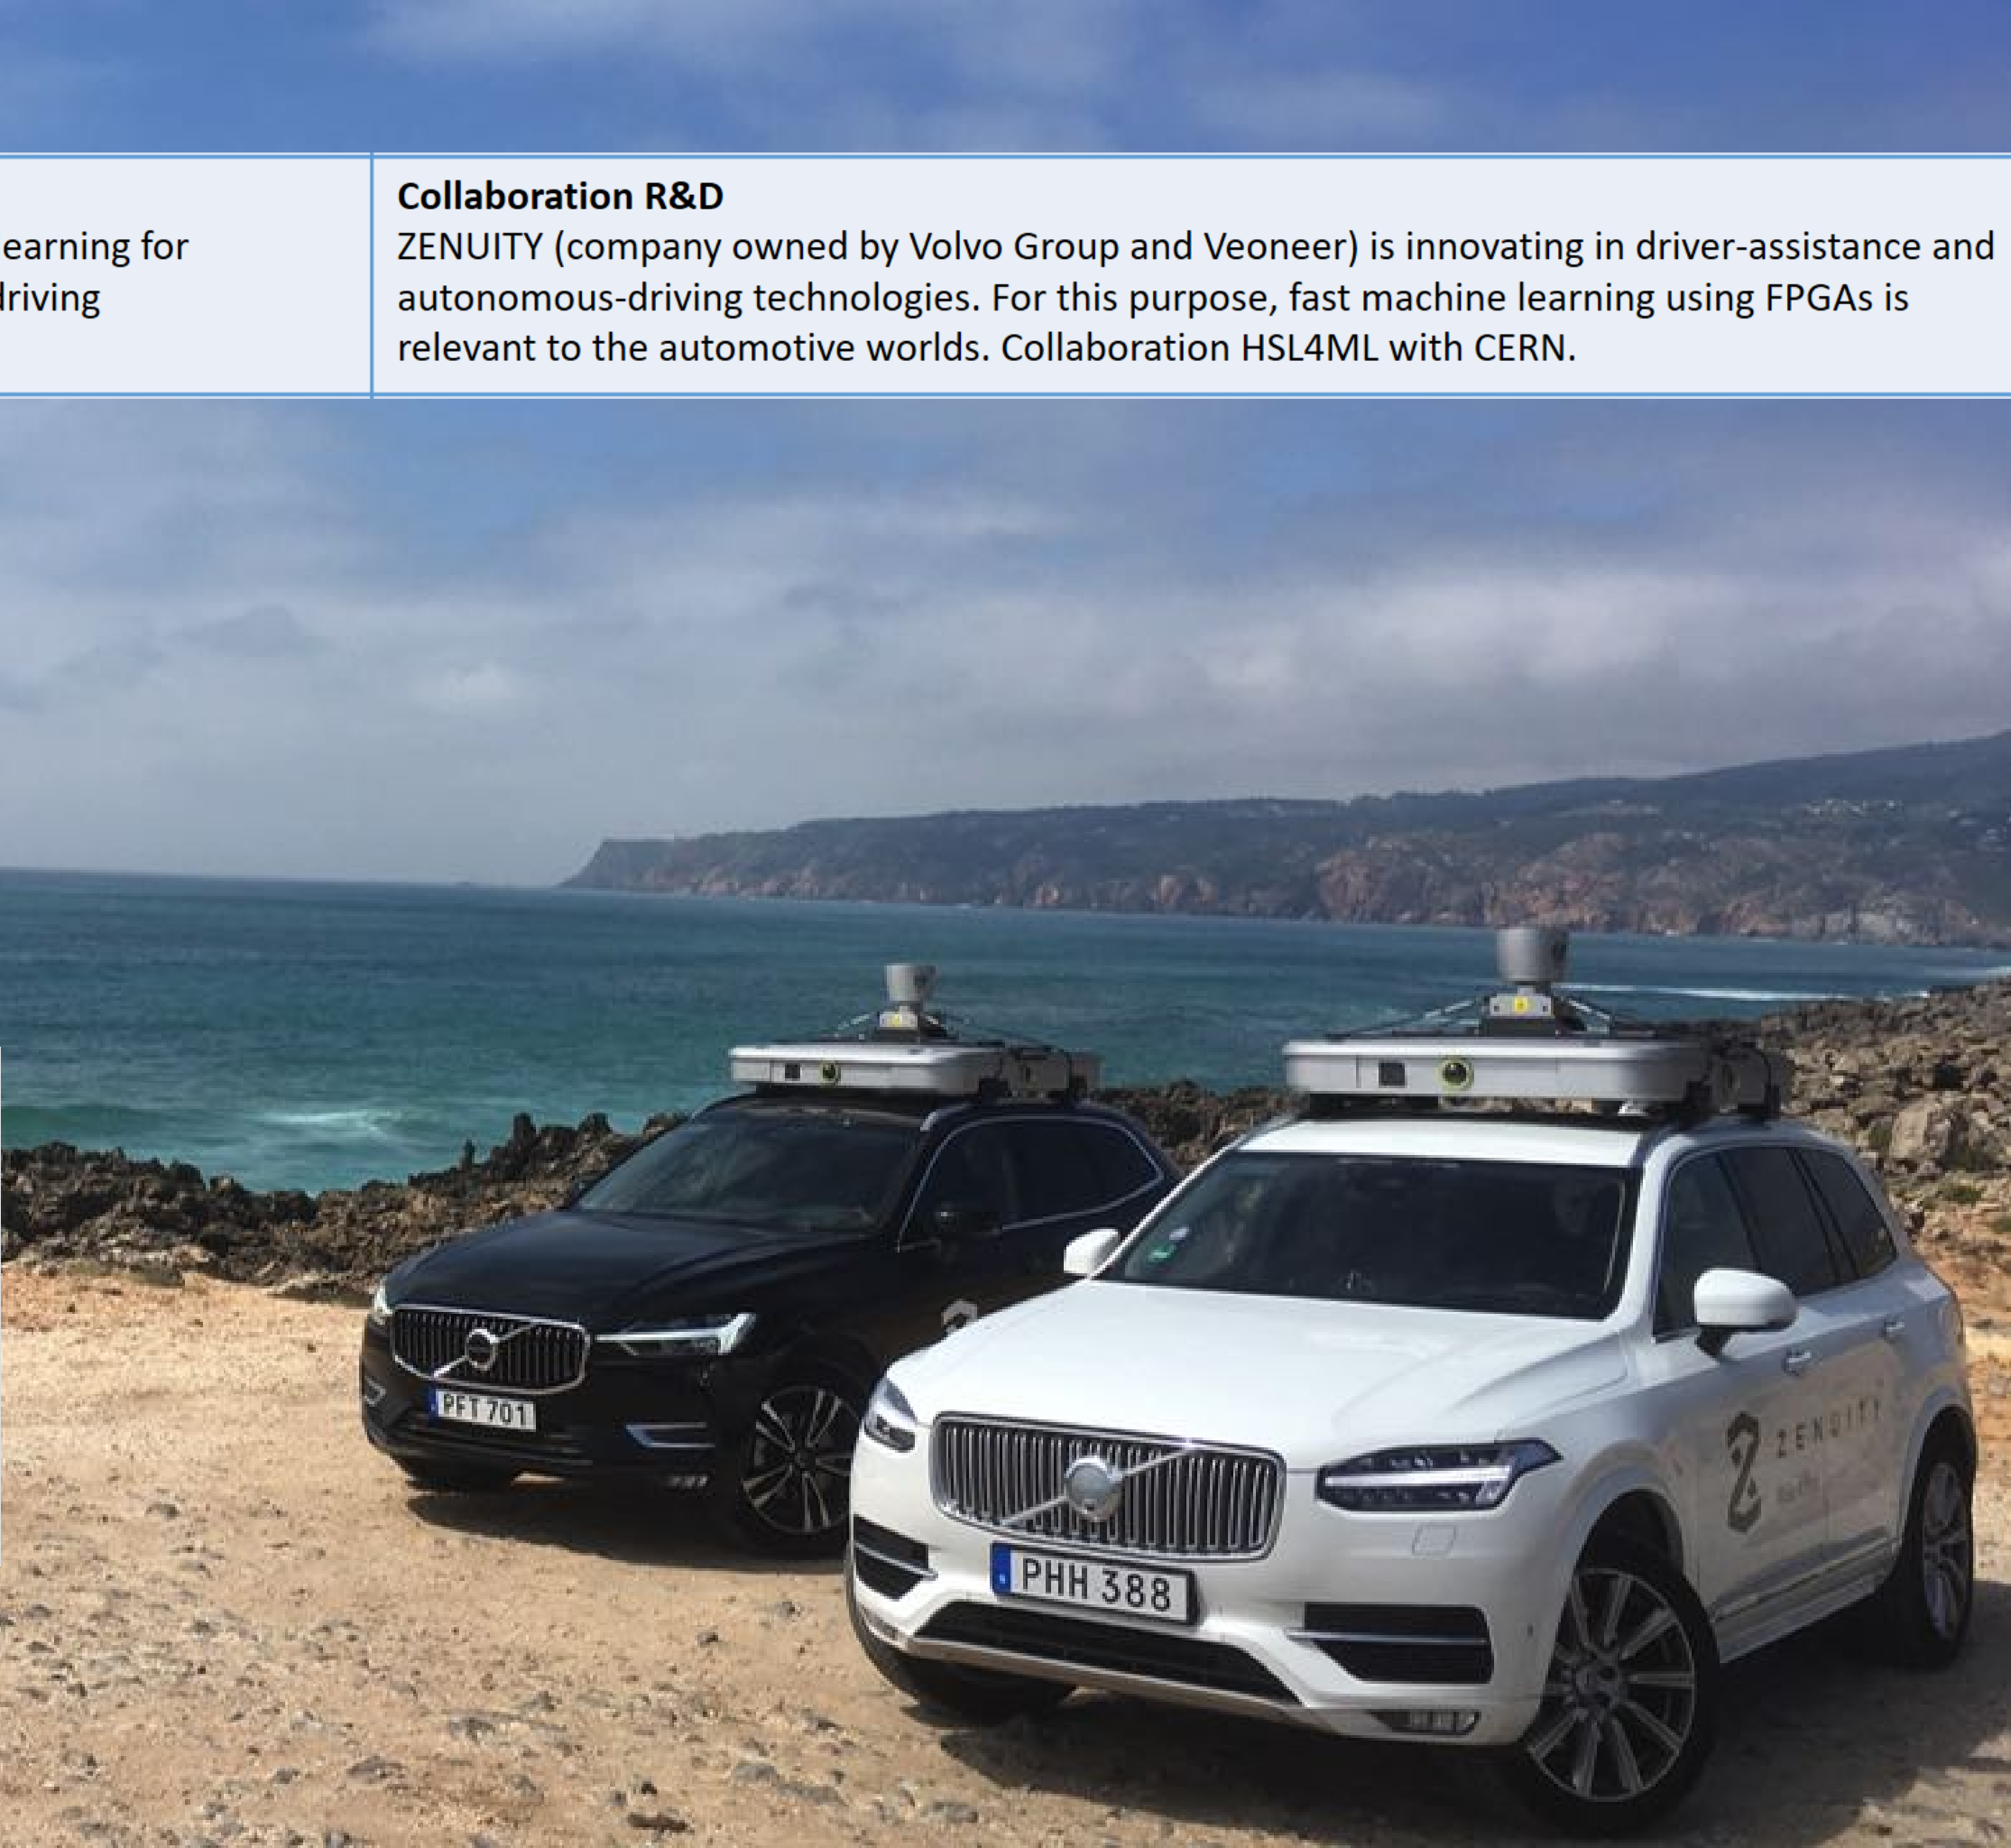 Collaboration R&D
earning for
driving
ZENUITY (company owned by Volvo Group and Veoneer) is innovating in driver-assistance and
autonomous-driving technologies. For this purpose, fast machine learning using FPGAs is
relevant to the automotive worlds. Collaboration HSL4ML with CERN.
PFT 701
PHH 388
ZENUITY